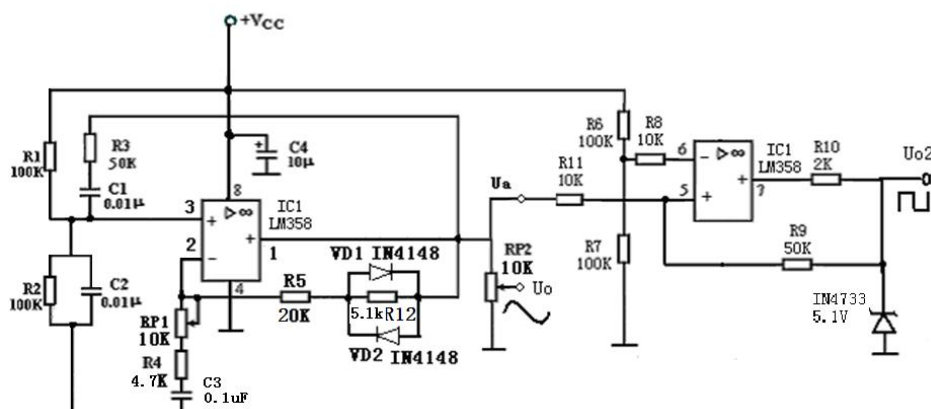 +VCC
R1
100K
R3
50K
C1
0.01µ
C4
10µ
+
8
IC1
LM358
3
+
▷∞
+
1
2
−
4
R2
100K
C2
0.01µ
RP1
10K
R4
4.7K
C3
0.1uF
R5
20K
VD1 IN4148
5.1kR12
VD2 IN4148
Ua
RP2
10K
Uo
R11
10K
R6
100K
R8
10K
R7
100K
6
−
▷∞
5
+
+
7
IC1
LM358
R10
2K
R9
50K
Uo2
IN4733
5.1V